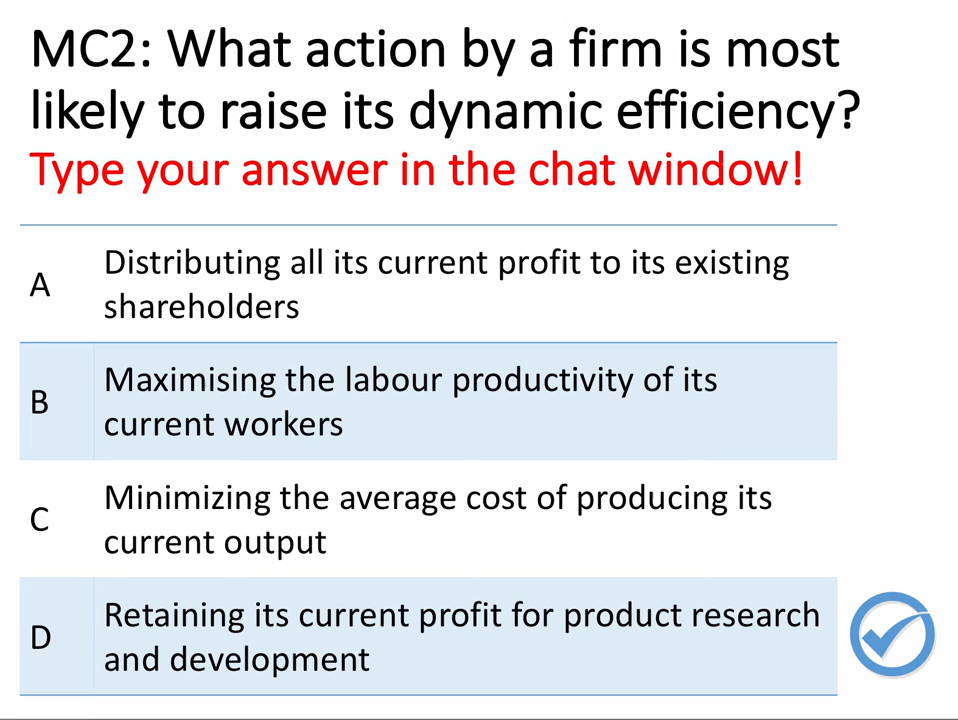 MC2: What action by a firm is most
likely to raise its dynamic efficiency?
Type your answer in the chat window!
A
Distributing all its current profit to its existing
shareholders
B
Maximising the labour productivity of its
current workers
C
Minimizing the average cost of producing its
current output
D
Retaining its current profit for product research
and development